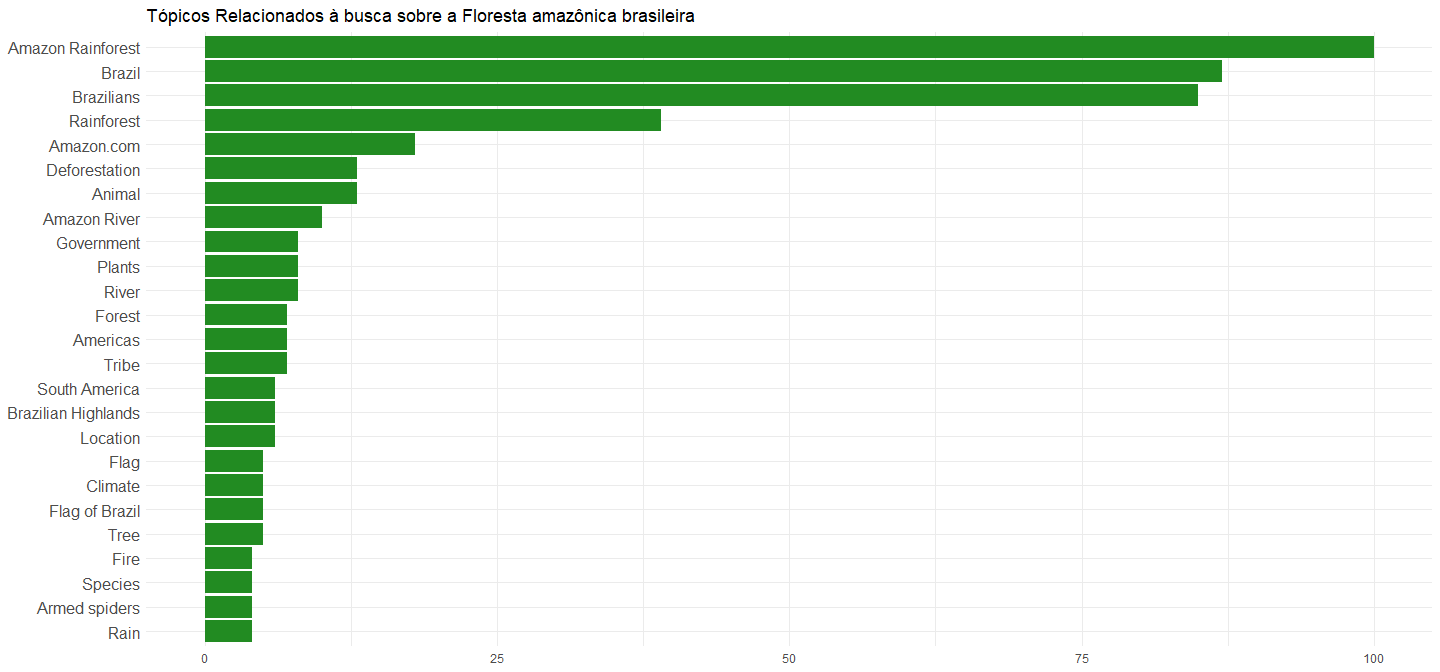 Tópicos Relacionados à busca sobre a Floresta amazônica brasileira
Amazon Rainforest
Brazil
Brazilians
Rainforest
Amazon.com
Deforestation
Animal
Amazon River
Government
Plants
River
Forest
Americas
Tribe
South America
Brazilian Highlands
Location
Flag
Climate
Flag of Brazil
Tree
Fire
Species
Armed spiders
Rain
0 25 50 75 100